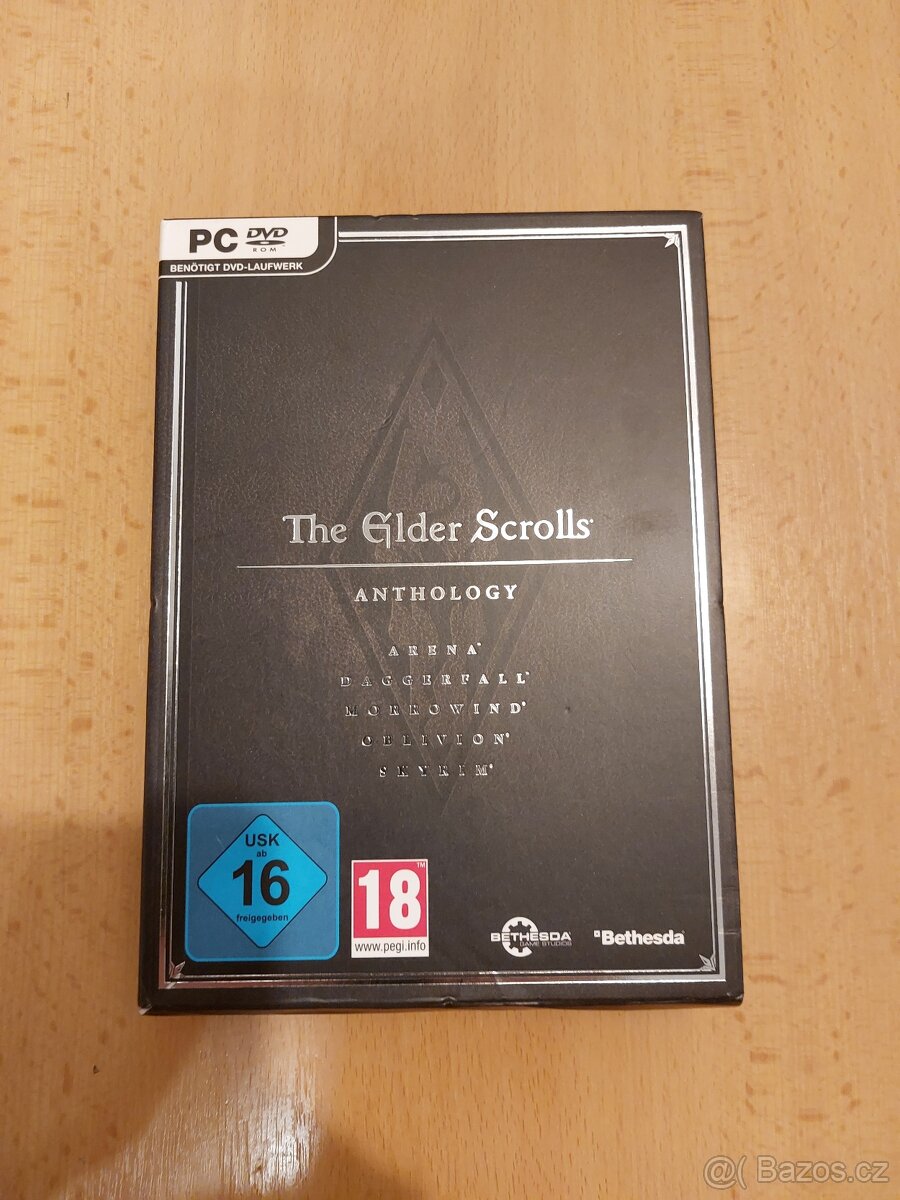 PC DVD
ROM
BENÖTIGT DVD-LAUFWERK
The Elder Scrolls
ANTHOLOGY
ARENA®
DAGGERFALL®
MORROWIND®
OBLIVION®
SKYRIM®
USK
ab
16
freigegeben
18™
www.pegi.info
BETHESDA
GAME STUDIOS
Bethesda
@( Bazos.cz